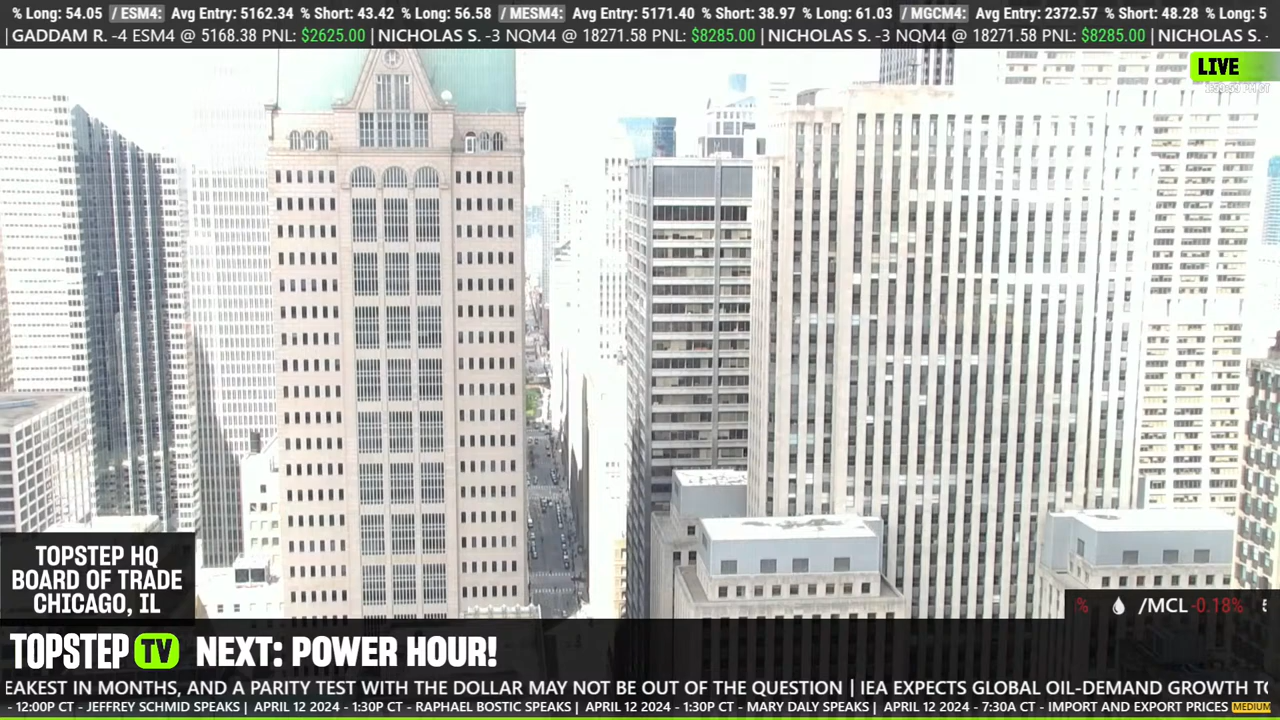 % Long: 54.05 / ESM4: Avg Entry: 5162.34 % Short: 43.42 % Long: 56.58 / MESM4: Avg Entry: 5171.40 % Short: 38.97 % Long: 61.03 / MGCM4: Avg Entry: 2372.57 % Short: 48.28 % Long: 5
| GADDAM R. -4 ESM4 @ 5168.38 PNL: $2625.00 | NICHOLAS S. -3 NQM4 @ 18271.58 PNL: $8285.00 | NICHOLAS S. -3 NQM4 @ 18271.58 PNL: $8285.00 | NICHOLAS S. -
LIVE
TOPSTEP HQ
BOARD OF TRADE
CHICAGO, IL
% /MCL -0.18% 5
TOPSTEP TV NEXT: POWER HOUR!
EAKEST IN MONTHS, AND A PARITY TEST WITH THE DOLLAR MAY NOT BE OUT OF THE QUESTION | IEA EXPECTS GLOBAL OIL-DEMAND GROWTH TO
- 12:00P CT - JEFFREY SCHMID SPEAKS | APRIL 12 2024 - 1:30P CT - RAPHAEL BOSTIC SPEAKS | APRIL 12 2024 - 1:30P CT - MARY DALY SPEAKS | APRIL 12 2024 - 7:30A CT - IMPORT AND EXPORT PRICES MEDIUM